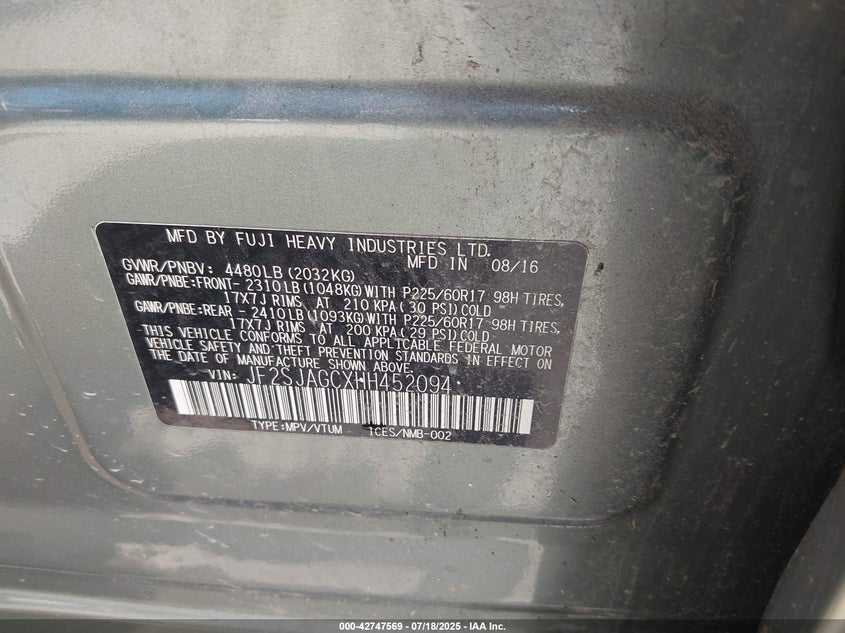 MFD BY FUJI HEAVY INDUSTRIES LTD.
MFD IN 08/16
GVWR/PNBV: 4480LB(2032KG)
GAWR/PNBE:FRONT- 2310LB(1048KG)WITH P225/60R17 98H TIRES,
17X7J RIMS AT 210 KPA(30 PSI)COLD
GAWR/PNBE:REAR - 2410LB(1093KG)WITH P225/60R17 98H TIRES,
17X7J RIMS AT 200 KPA(29 PSI)COLD
THIS VEHICLE CONFORMS TO ALL APPLICABLE FEDERAL MOTOR
VEHICLE SAFETY AND THEFT PREVENTION STANDARDS IN EFFECT ON
THE DATE OF MANUFACTURE SHOWN ABOVE.
VIN: JF2SJAGCXHH452094
TYPE:MPV/VTUM ICES/NMB-002
000-42747569 - 07/18/2025 - IAA Inc.